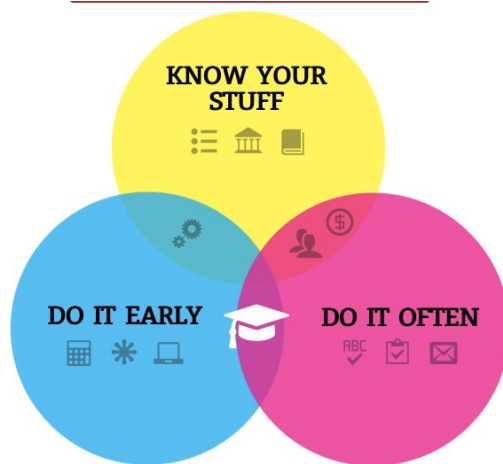 KNOW YOUR
STUFF
DO IT EARLY
DO IT OFTEN
ABC